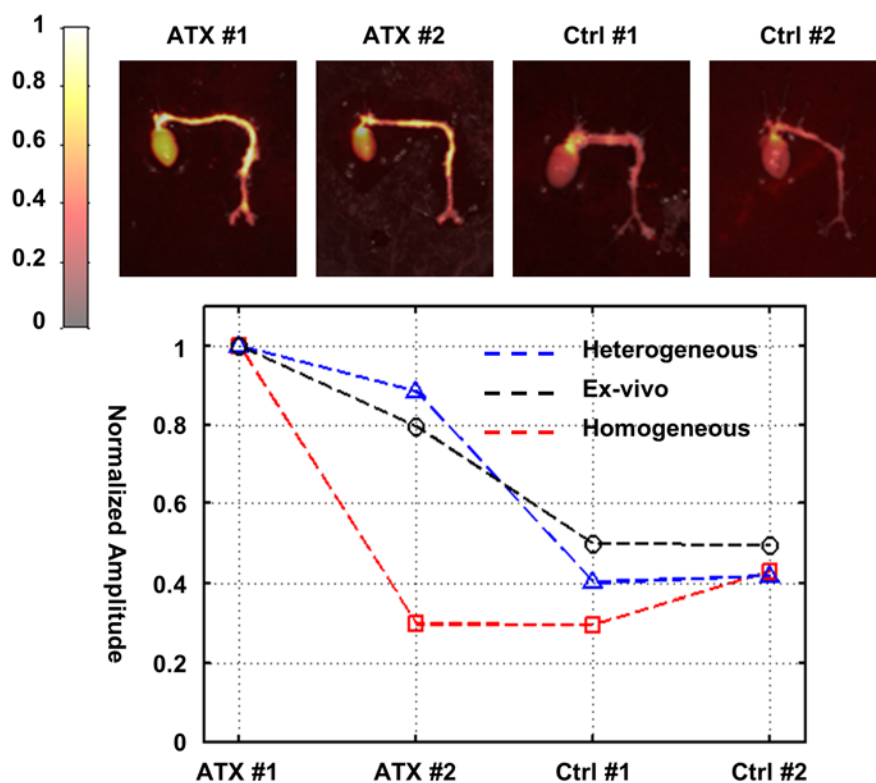 ATX #1 ATX #2 Ctrl #1 Ctrl #2
1
0.8
0.6
0.4
0.2
0
Normalized Amplitude
1
0.8
0.6
0.4
0.2
0
Heterogeneous
Ex-vivo
Homogeneous
ATX #1 ATX #2 Ctrl #1 Ctrl #2